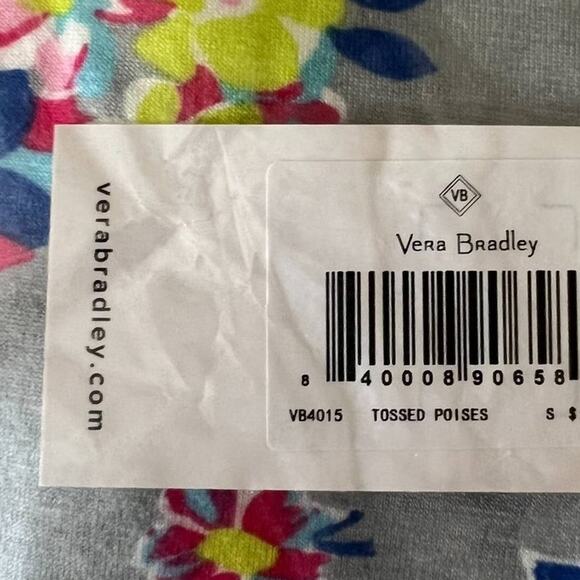 verabradley.com
VB
Vera Bradley
8 40008 90658
VB4015 TOSSED POISES S $